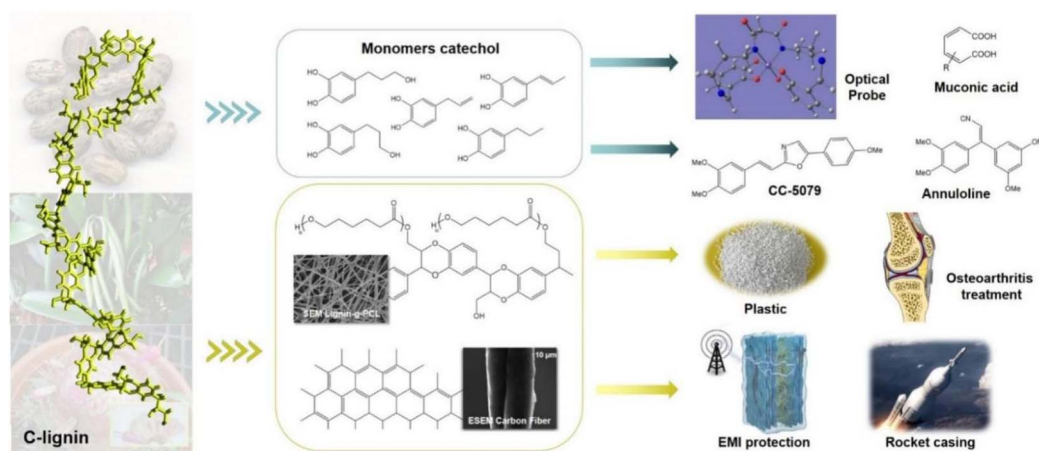 Monomers catechol
HO
HO
OH
HO
HO
HO
HO
HO
HO
OH
HO
HO
Optical
Probe
COOH
COOH
R
Muconic acid
MeO
MeO
N
O
OMe
CC-5079
CN
MeO
MeO
OMe
Annuloline
H
O
n
O
O
H
O
n
O
O
O
O
O
O
OH
SEM Lignin-g-PCL
Plastic
Osteoarthritis
treatment
10 μm
ESEM Carbon Fiber
C-lignin
EMI protection
Rocket casing